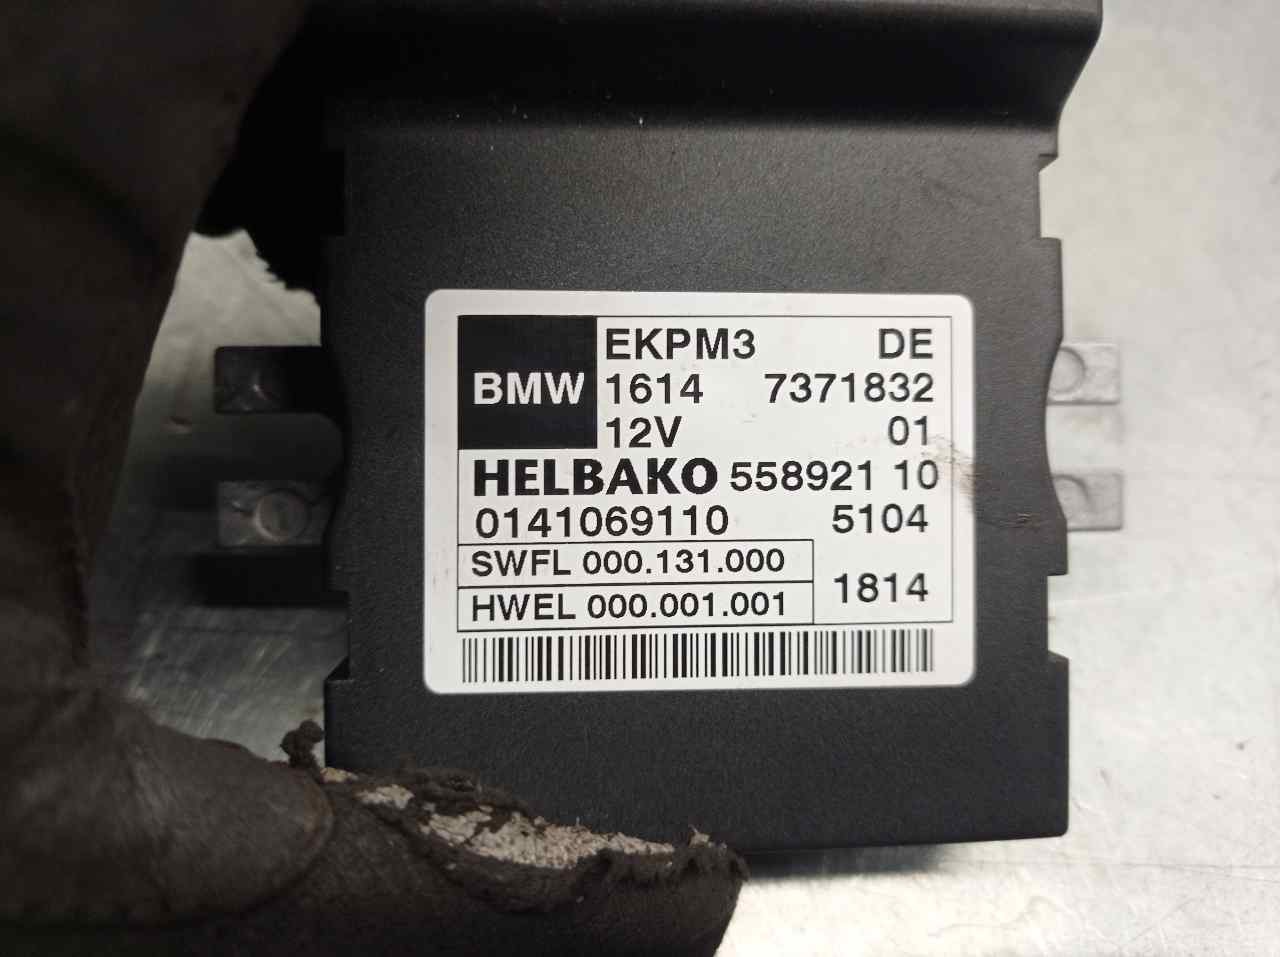 EKPM3 DE
BMW 1614 7371832
12V 01
HELBAKO 558921 10
0141069110 5104
SWFL 000.131.000
HWEL 000.001.001 1814